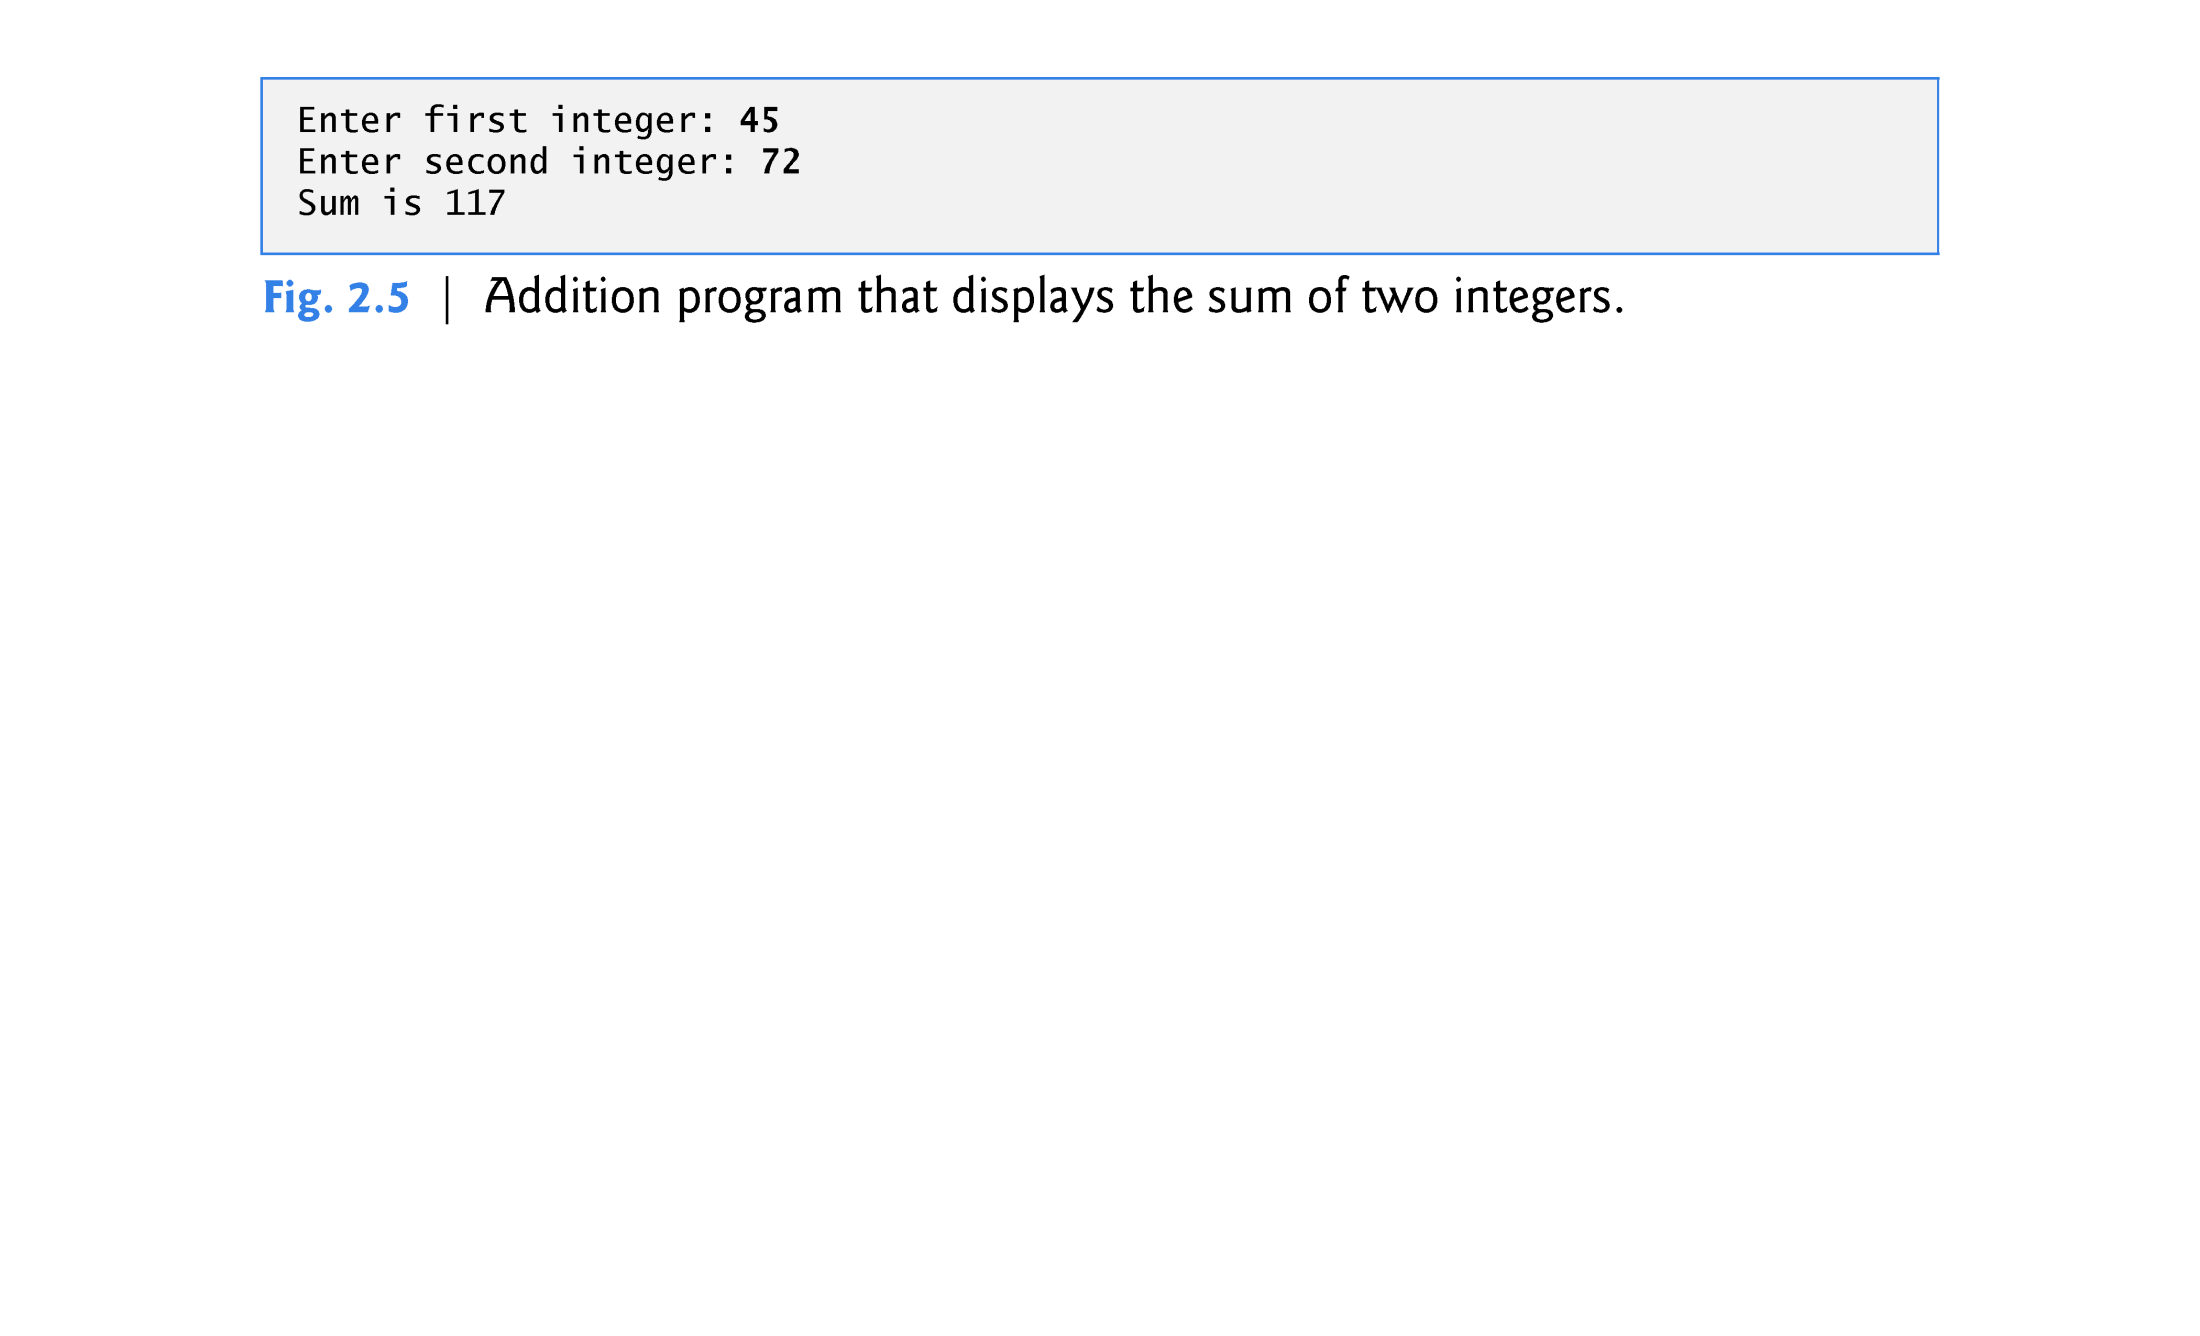 Enter first integer: 45
Enter second integer: 72
Sum is 117
Fig. 2.5 | Addition program that displays the sum of two integers.